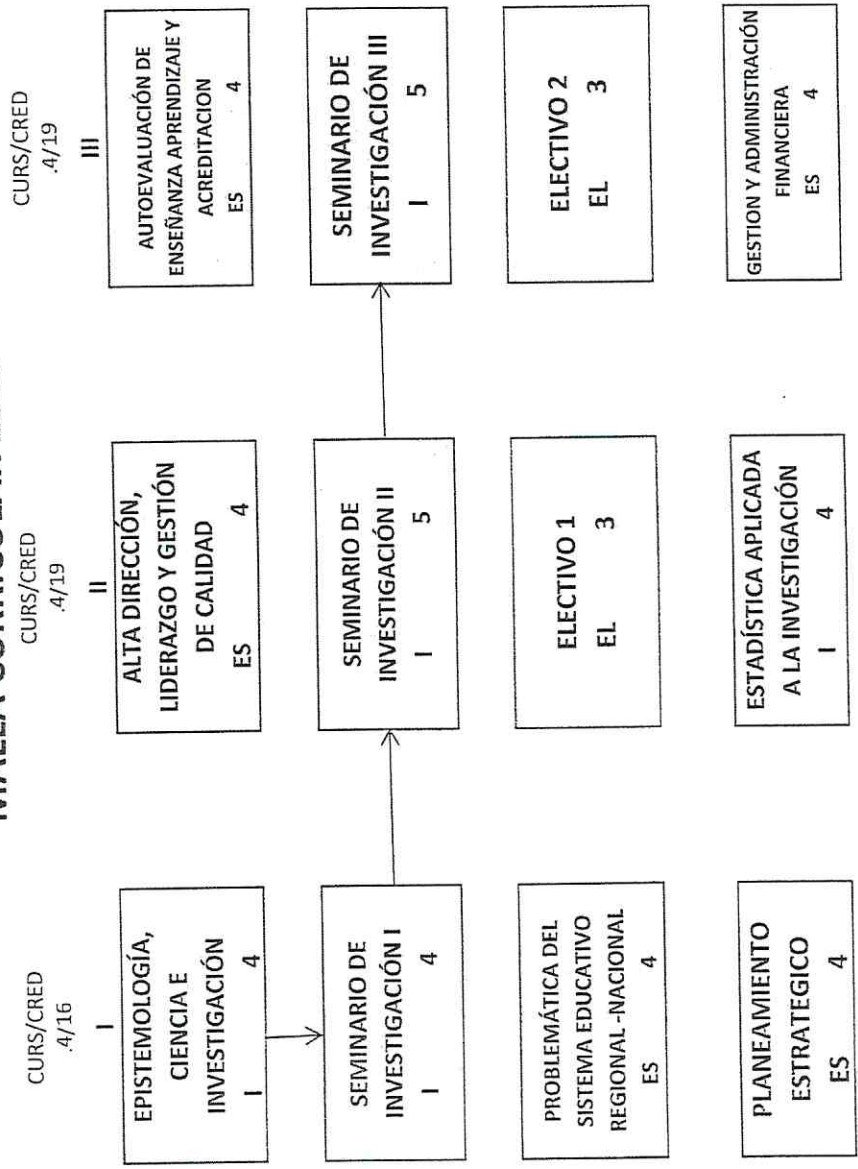 MALLA CURRICULAR
CURS/CRED
.4/16
I
EPISTEMOLOGÍA,
CIENCIA E
INVESTIGACIÓN
I 4
SEMINARIO DE
INVESTIGACIÓN I
I 4
PROBLEMÁTICA DEL
SISTEMA EDUCATIVO
REGIONAL -NACIONAL
ES 4
PLANEAMIENTO
ESTRATEGICO
ES 4
CURS/CRED
.4/19
II
ALTA DIRECCIÓN,
LIDERAZGO Y GESTIÓN
DE CALIDAD
ES 4
SEMINARIO DE
INVESTIGACIÓN II
I 5
ELECTIVO 1
EL 3
ESTADÍSTICA APLICADA
A LA INVESTIGACIÓN
I 4
CURS/CRED
.4/19
III
AUTOEVALUACIÓN DE
ENSEÑANZA APRENDIZAJE Y
ACREDITACION
ES 4
SEMINARIO DE
INVESTIGACIÓN III
I 5
ELECTIVO 2
EL 3
GESTION Y ADMINISTRACIÓN
FINANCIERA
ES 4